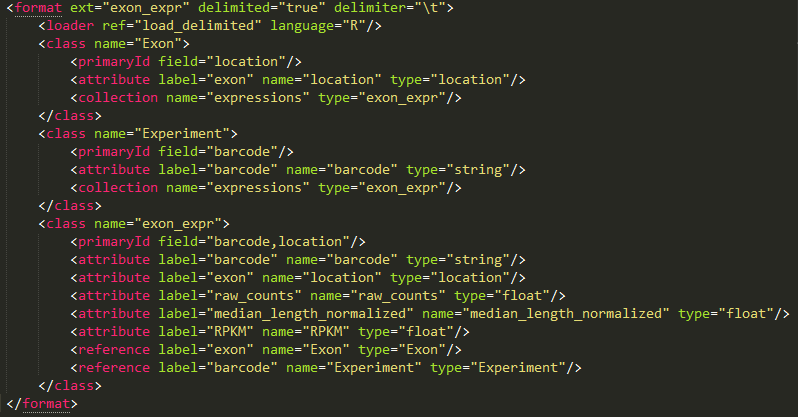 <format ext="exon_expr" delimited="true" delimiter="\t">
    <loader ref="load_delimited" language="R"/>
    <class name="Exon">
        <primaryId field="location"/>
        <attribute label="exon" name="location" type="location"/>
        <collection name="expressions" type="exon_expr"/>
    </class>
    <class name="Experiment">
        <primaryId field="barcode"/>
        <attribute label="barcode" name="barcode" type="string"/>
        <collection name="expressions" type="exon_expr"/>
    </class>
    <class name="exon_expr">
        <primaryId field="barcode,location"/>
        <attribute label="barcode" name="barcode" type="string"/>
        <attribute label="exon" name="location" type="location"/>
        <attribute label="raw_counts" name="raw_counts" type="float"/>
        <attribute label="median_length_normalized" name="median_length_normalized" type="float"/>
        <attribute label="RPKM" name="RPKM" type="float"/>
        <reference label="exon" name="Exon" type="Exon"/>
        <reference label="barcode" name="Experiment" type="Experiment"/>
    </class>
</format>